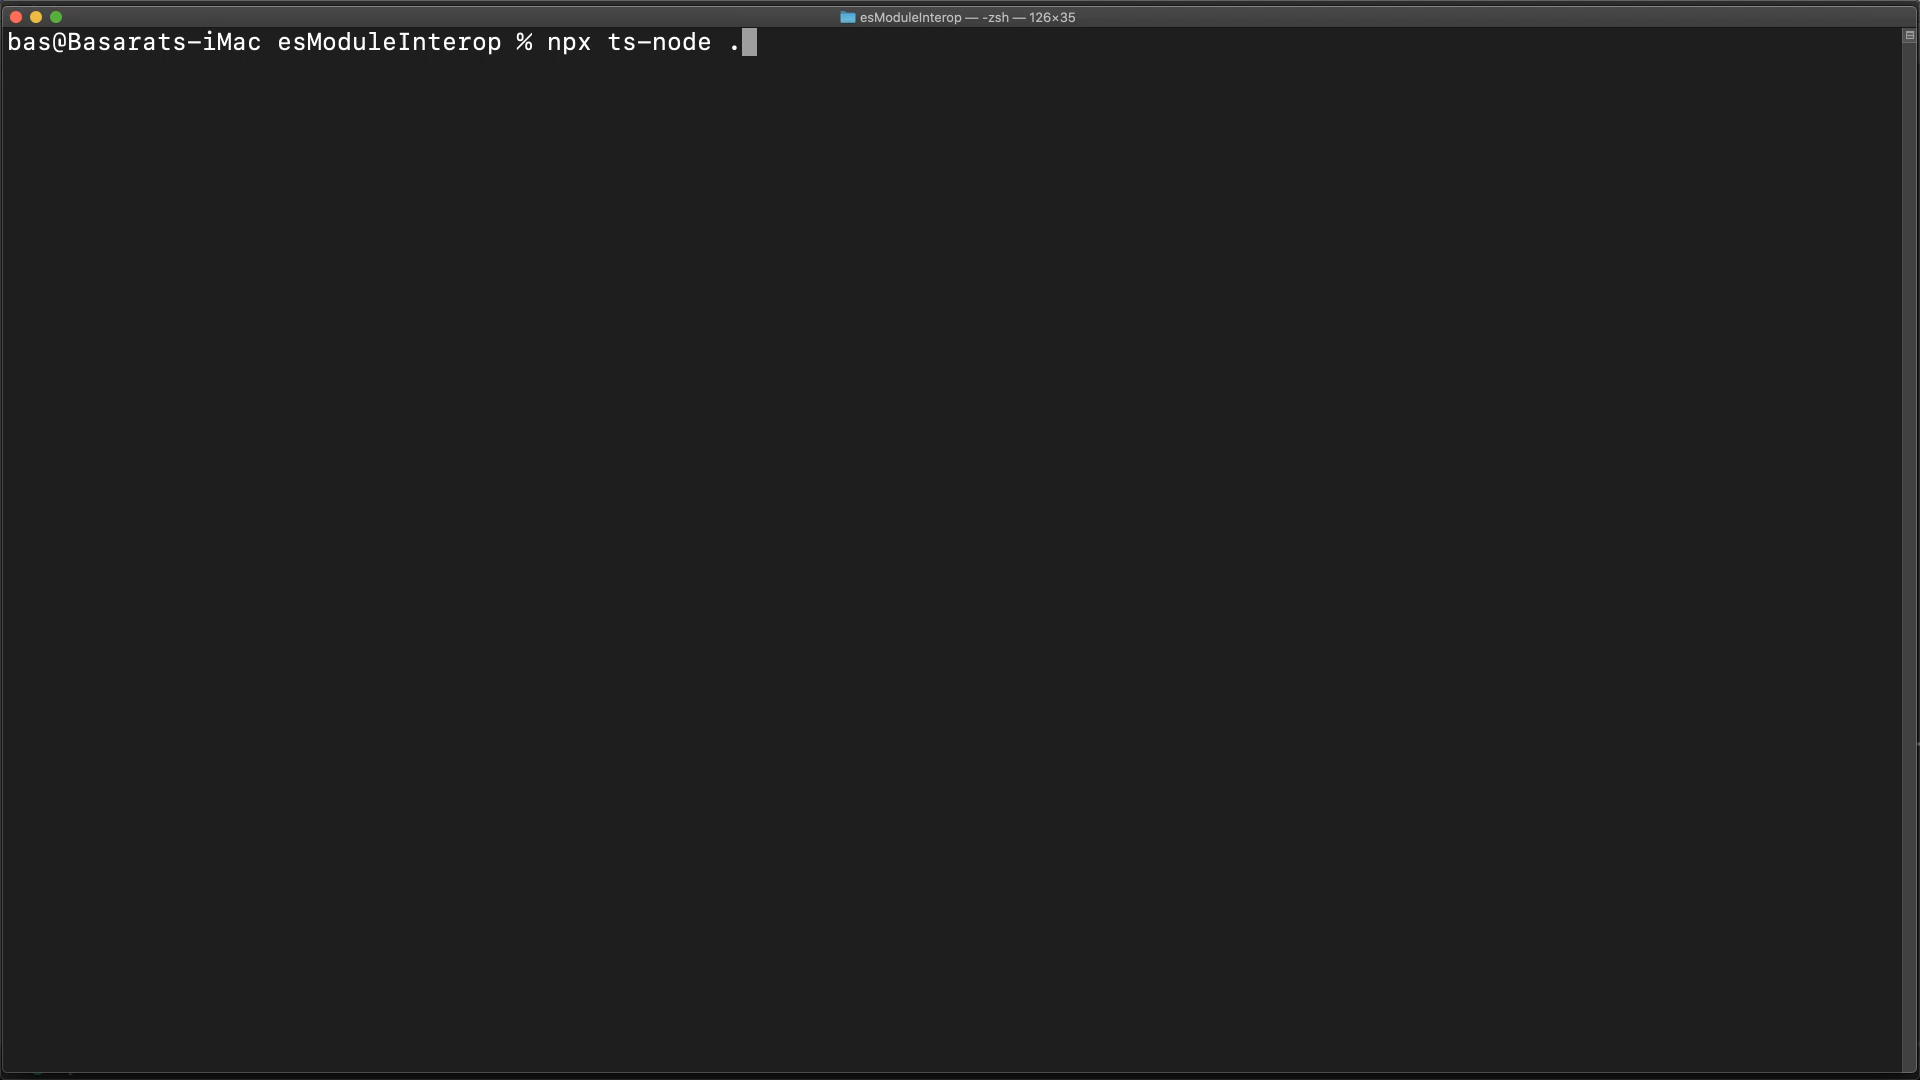 esModuleInterop — -zsh — 126×35
bas@Basarats-iMac esModuleInterop % npx ts-node .